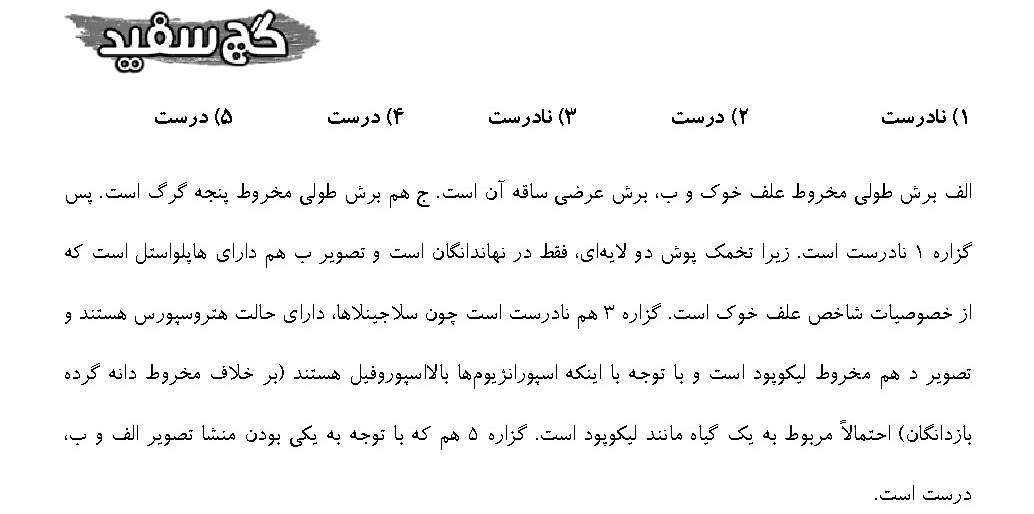 گچ سفید
۱) نادرست ۲) درست ۳) نادرست ۴) درست ۵) درست
الف برش طولی مخروط علف خوک و ب، برش عرضی ساقه آن است. ج هم برش طولی مخروط پنجه گرگ است. پس
گزاره ۱ نادرست است. زیرا تخمک پوش دو لایه‌ای، فقط در نهاندانگان است و تصویر ب هم دارای هاپلواستل است که
از خصوصیات شاخص علف خوک است. گزاره ۳ هم نادرست است چون سلاجینلاها، دارای حالت هتروسپورس هستند و
تصویر د هم مخروط لیکوپود است و با توجه با اینکه اسپورانژیوم‌ها بالااسپوروفیل هستند (بر خلاف مخروط دانه گرده
بازدانگان) احتمالاً مربوط به یک گیاه مانند لیکوپود است. گزاره ۵ هم که با توجه به یکی بودن منشا تصویر الف و ب،
درست است.